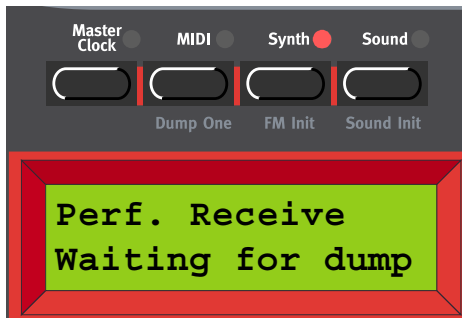 Master
Clock
MIDI
Synth
Sound
Dump One
FM Init
Sound Init
Perf. Receive
Waiting for dump